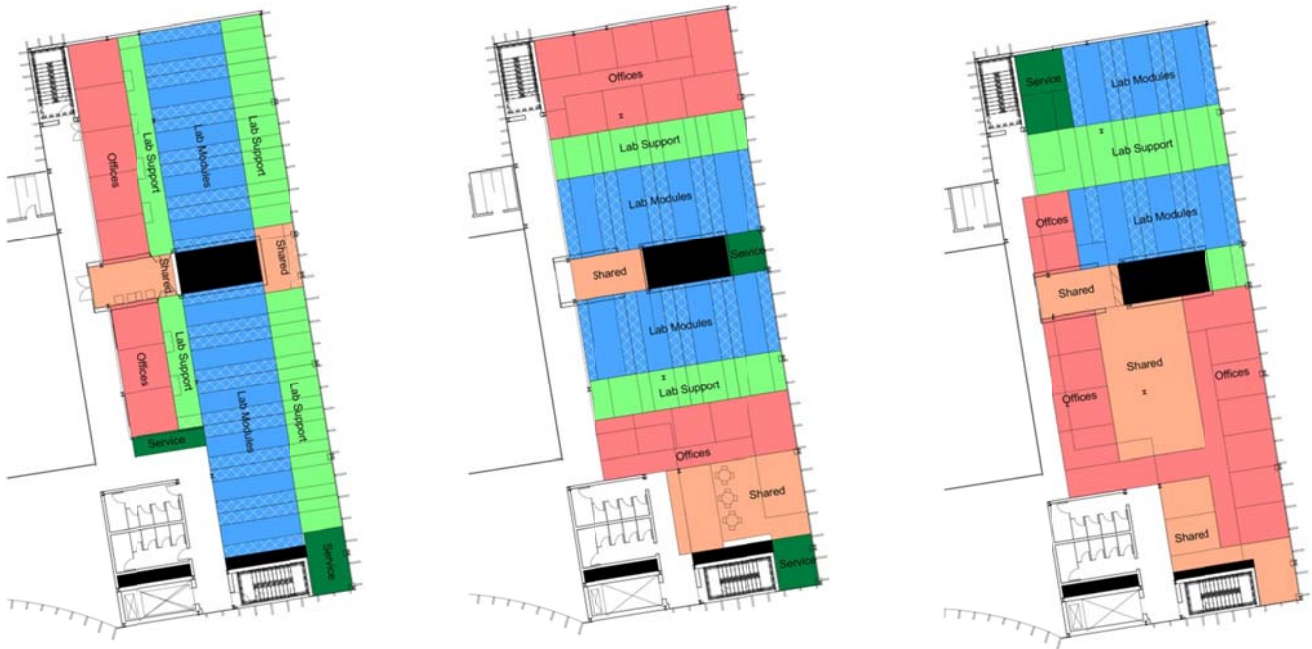 Offices
Lab Support
Lab Modules
Lab Support
Shared
Shared
Offices
Lab Support
Lab Modules
Lab Support
Service
Service
Offices
Lab Support
Lab Modules
Shared
Service
Lab Modules
Lab Support
Offices
Shared
Service
Service
Lab Modules
Lab Support
Offices
Lab Modules
Shared
Shared
Offices
Offices
Shared